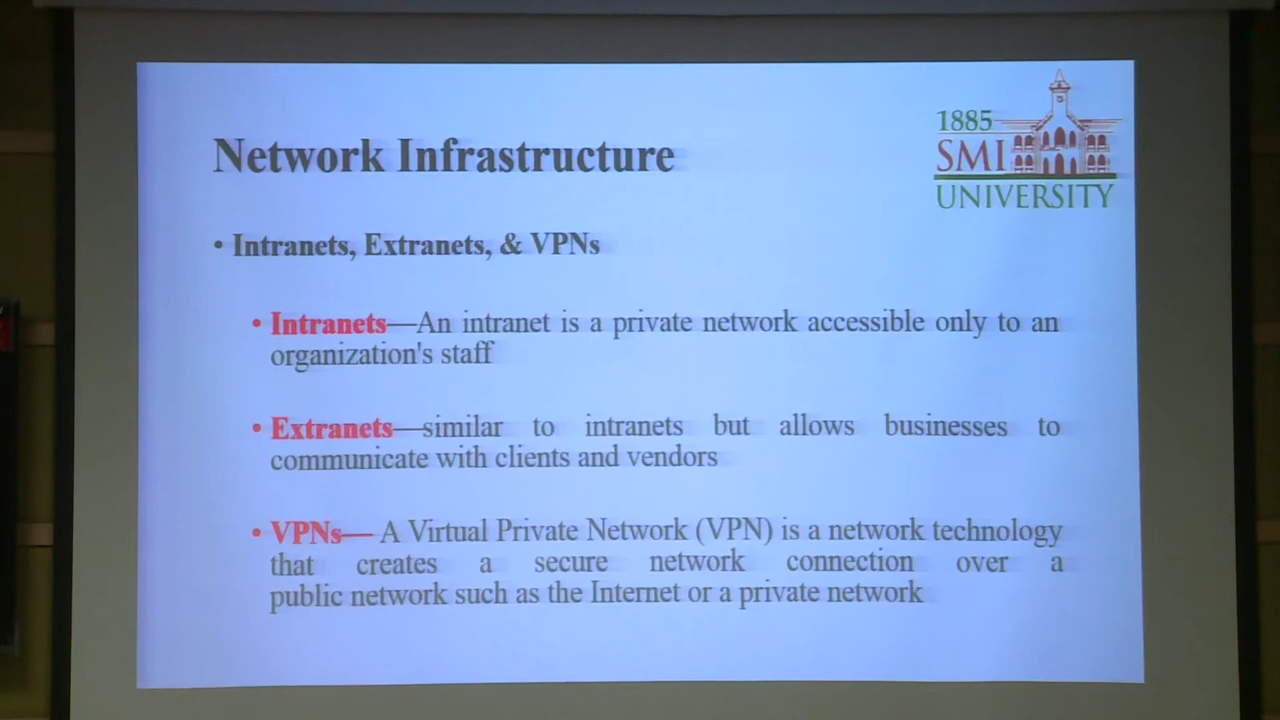 Network Infrastructure
1885
SMI
UNIVERSITY
• Intranets, Extranets, & VPNs
• Intranets—An intranet is a private network accessible only to an
organization's staff
• Extranets—similar to intranets but allows businesses to
communicate with clients and vendors
• VPNs— A Virtual Private Network (VPN) is a network technology
that creates a secure network connection over a
public network such as the Internet or a private network